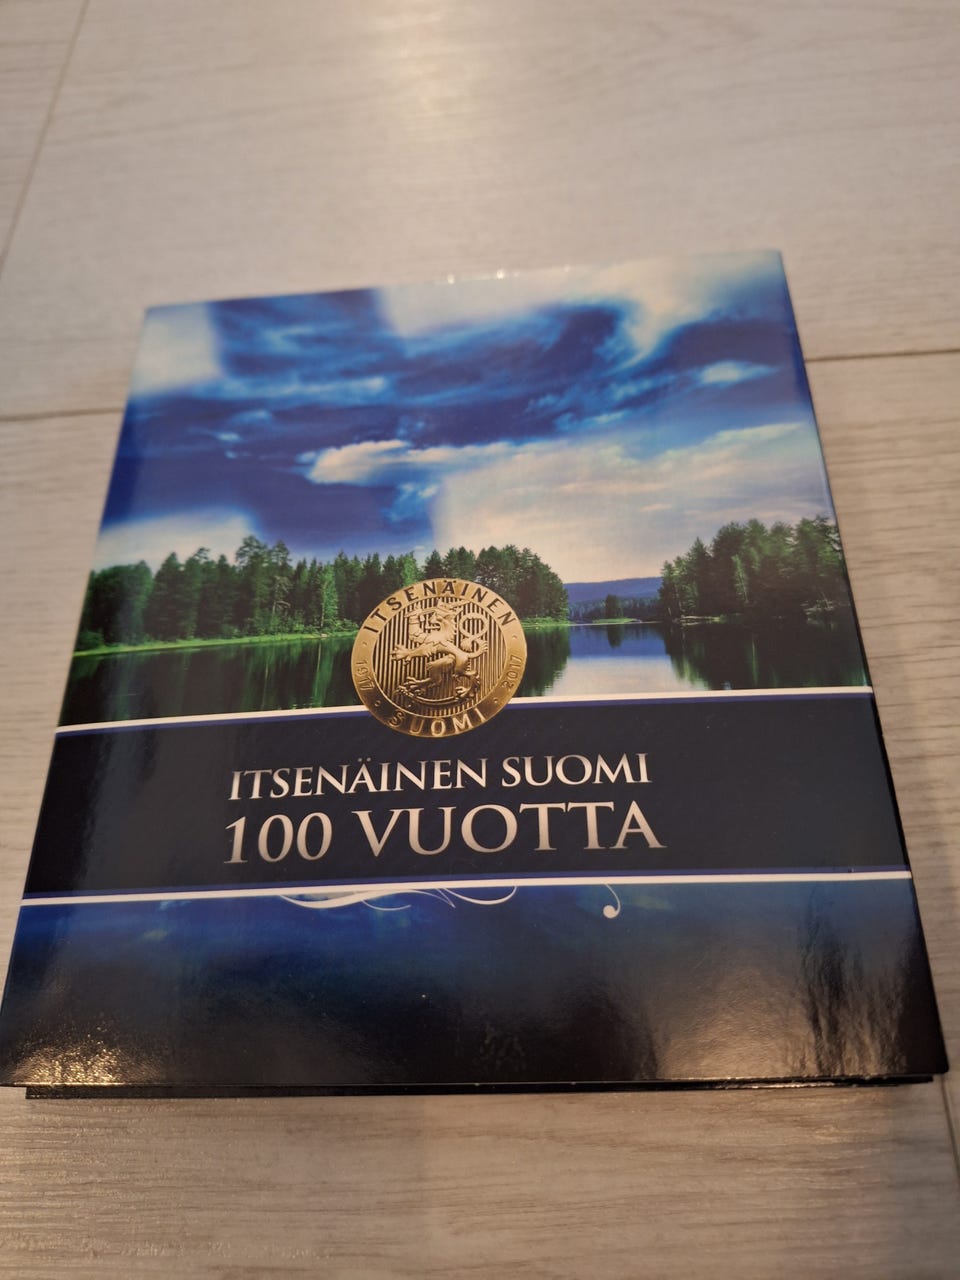 ITSENÄINEN
1917 2017
SUOMI
ITSENÄINEN SUOMI
100 VUOTTA